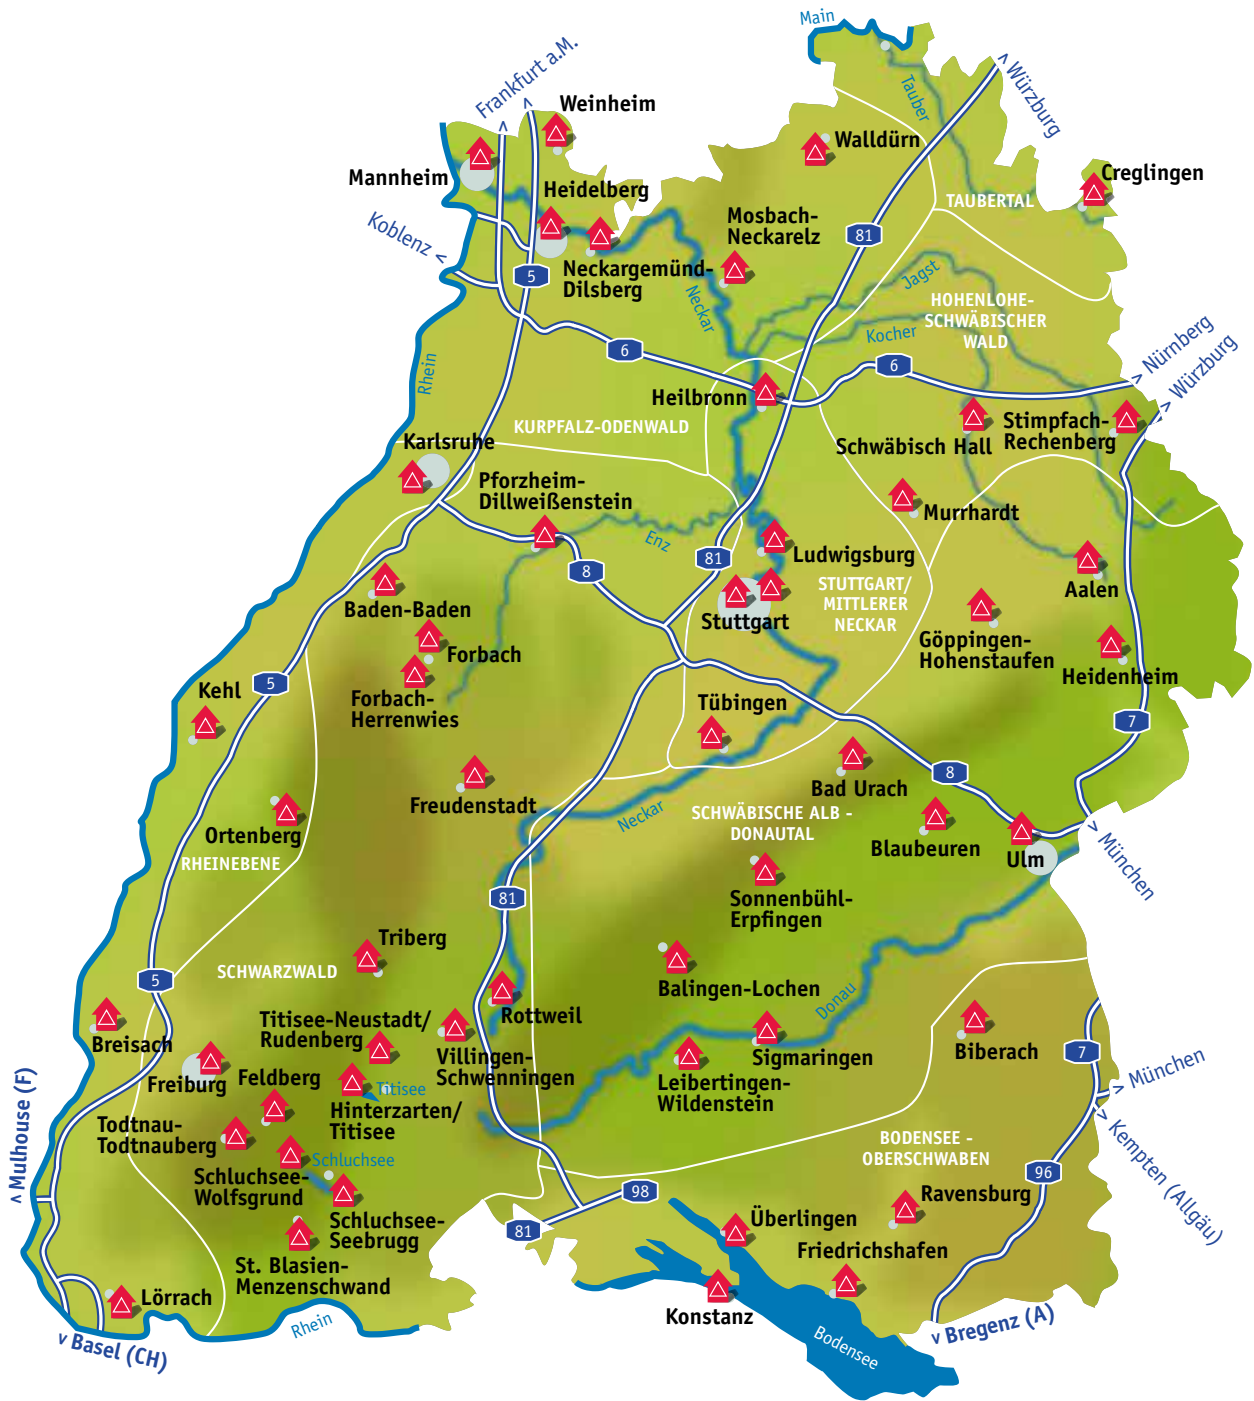 Main
Frankfurt a.M.
>
>
Weinheim
Tauber
> Würzburg
Walldürn
Mannheim
Creglingen
Heidelberg
TAUBERTAL
Mosbach-
Neckarelz
Koblenz <
81
Neckargemünd-
Dilsberg
5
Jagst
Neckar
HOHENLOHE-
SCHWÄBISCHER
WALD
Kocher
6
6
> Nürnberg
> Würzburg
Rhein
Heilbronn
KURPFALZ-ODENWALD
Schwäbisch Hall
Stimpfach-
Rechenberg
Karlsruhe
Pforzheim-
Dillweißenstein
Murrhardt
Enz
81
Ludwigsburg
8
STUTTGART/
MITTLERER
NECKAR
Aalen
Baden-Baden
Stuttgart
Göppingen-
Hohenstaufen
Forbach
Heidenheim
Kehl
5
Forbach-
Herrenwies
Tübingen
7
Freudenstadt
Bad Urach
8
Neckar
SCHWÄBISCHE ALB -
DONAUTAL
Ortenberg
Blaubeuren
Ulm
> München
RHEINEBENE
81
Sonnenbühl-
Erpfingen
Triberg
SCHWARZWALD
5
Balingen-Lochen
Donau
Rottweil
Breisach
Titisee-Neustadt/
Rudenberg
Villingen-
Schwenningen
Sigmaringen
Biberach
7
Freiburg
Feldberg
Titisee
Hinterzarten/
Titisee
Leibertingen-
Wildenstein
> München
> Kempten (Allgäu)
> Mulhouse (F)
Todtnau-
Todtnauberg
BODENSEE -
OBERSCHWABEN
Schluchsee
Schluchsee-
Wolfsgrund
96
98
Ravensburg
Schluchsee-
Seebrugg
81
Überlingen
Friedrichshafen
St. Blasien-
Menzenschwand
Lörrach
Konstanz
Rhein
Bodensee
> Basel (CH)
> Bregenz (A)